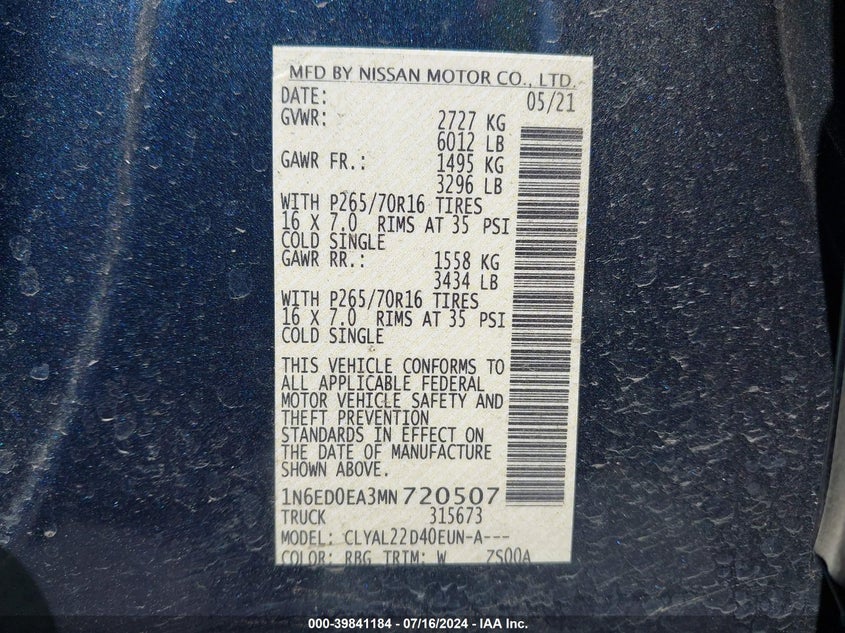 MFD BY NISSAN MOTOR CO., LTD.
DATE: 05/21
GVWR: 2727 KG
6012 LB
GAWR FR.: 1495 KG
3296 LB
WITH P265/70R16 TIRES
16 X 7.0 RIMS AT 35 PSI
COLD SINGLE
GAWR RR.: 1558 KG
3434 LB
WITH P265/70R16 TIRES
16 X 7.0 RIMS AT 35 PSI
COLD SINGLE
THIS VEHICLE CONFORMS TO
ALL APPLICABLE FEDERAL
MOTOR VEHICLE SAFETY AND
THEFT PREVENTION
STANDARDS IN EFFECT ON
THE DATE OF MANUFACTURE
SHOWN ABOVE.
1N6ED0EA3MN720507
TRUCK 315673
MODEL: CLYAL22D40EUN-A---
COLOR: RBG TRIM: W ZS00A
000-39841184 / 07/16/2024 - IAA Inc.